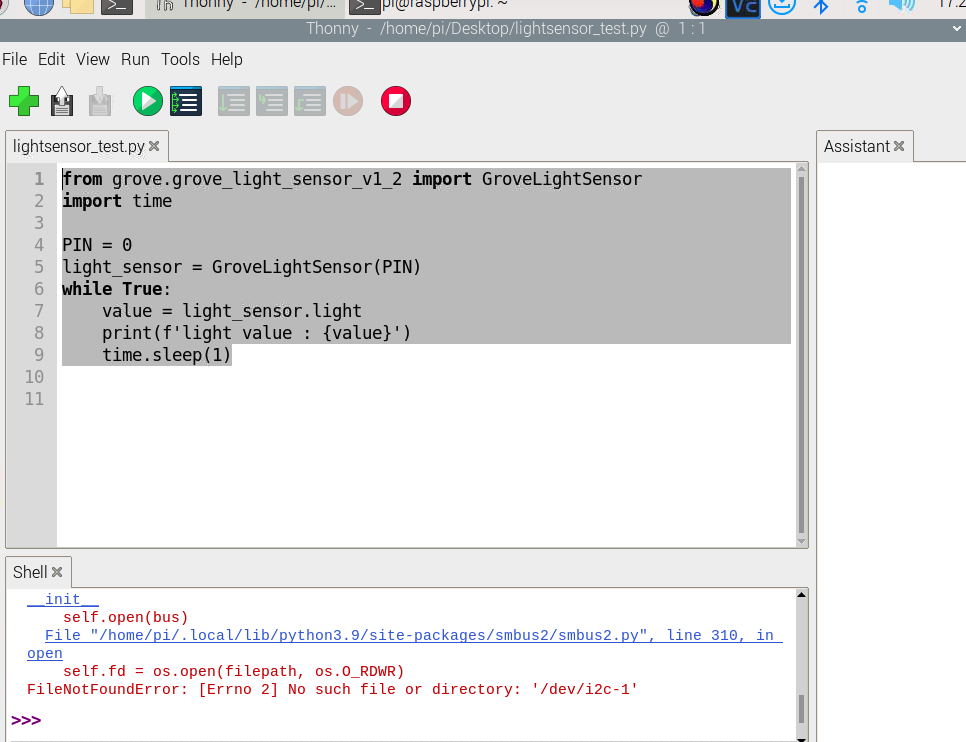 Thonny - /home/pi/...
pi@raspberrypi: ~
Vc
17:2
Thonny - /home/pi/Desktop/lightsensor_test.py @ 1 : 1
File Edit View Run Tools Help
lightsensor_test.py
Assistant
1 from grove.grove_light_sensor_v1_2 import GroveLightSensor
2 import time
3
4 PIN = 0
5 light_sensor = GroveLightSensor(PIN)
6 while True:
7 value = light_sensor.light
8 print(f'light value : {value}')
9 time.sleep(1)
10
11
Shell
__init__
self.open(bus)
File "/home/pi/.local/lib/python3.9/site-packages/smbus2/smbus2.py", line 310, in
open
self.fd = os.open(filepath, os.O_RDWR)
FileNotFoundError: [Errno 2] No such file or directory: '/dev/i2c-1'
>>>